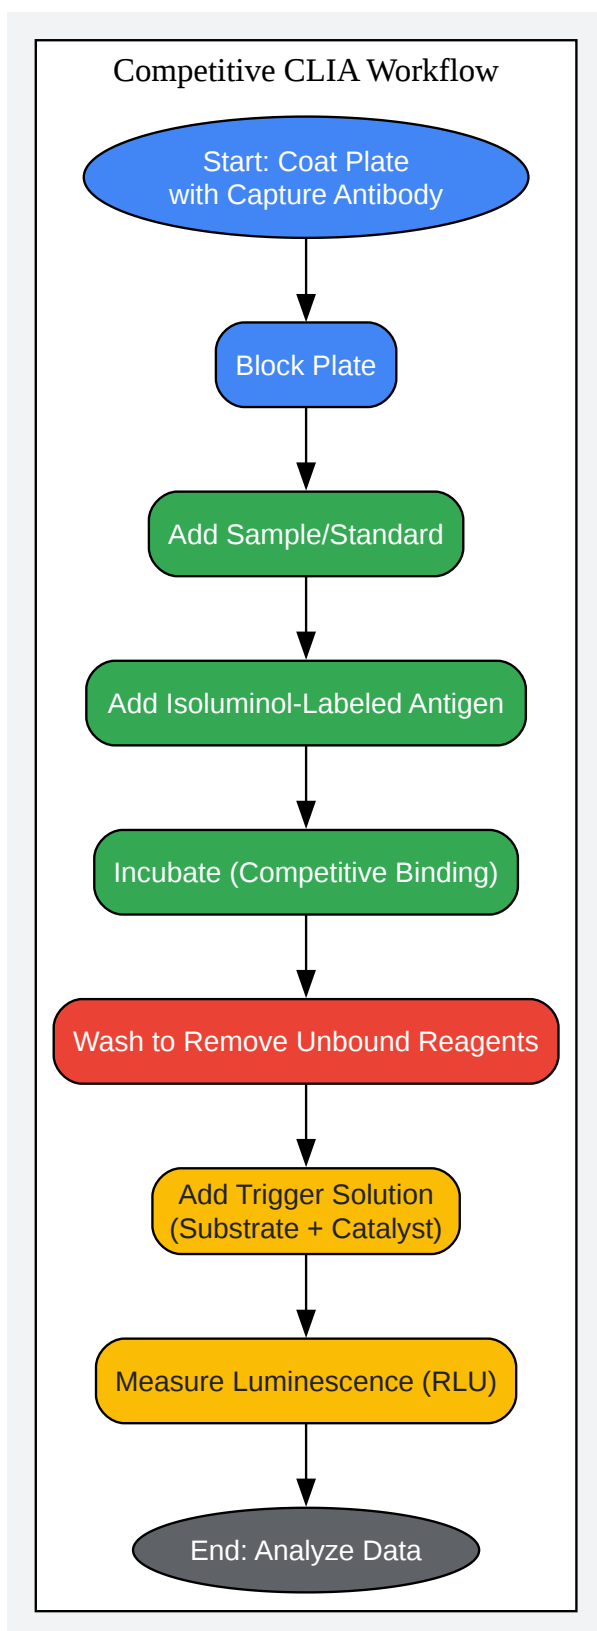 Competitive CLIA Workflow
Start: Coat Plate
with Capture Antibody
Block Plate
Add Sample/Standard
Add Isoluminol-Labeled Antigen
Incubate (Competitive Binding)
Wash to Remove Unbound Reagents
Add Trigger Solution
(Substrate + Catalyst)
Measure Luminescence (RLU)
End: Analyze Data